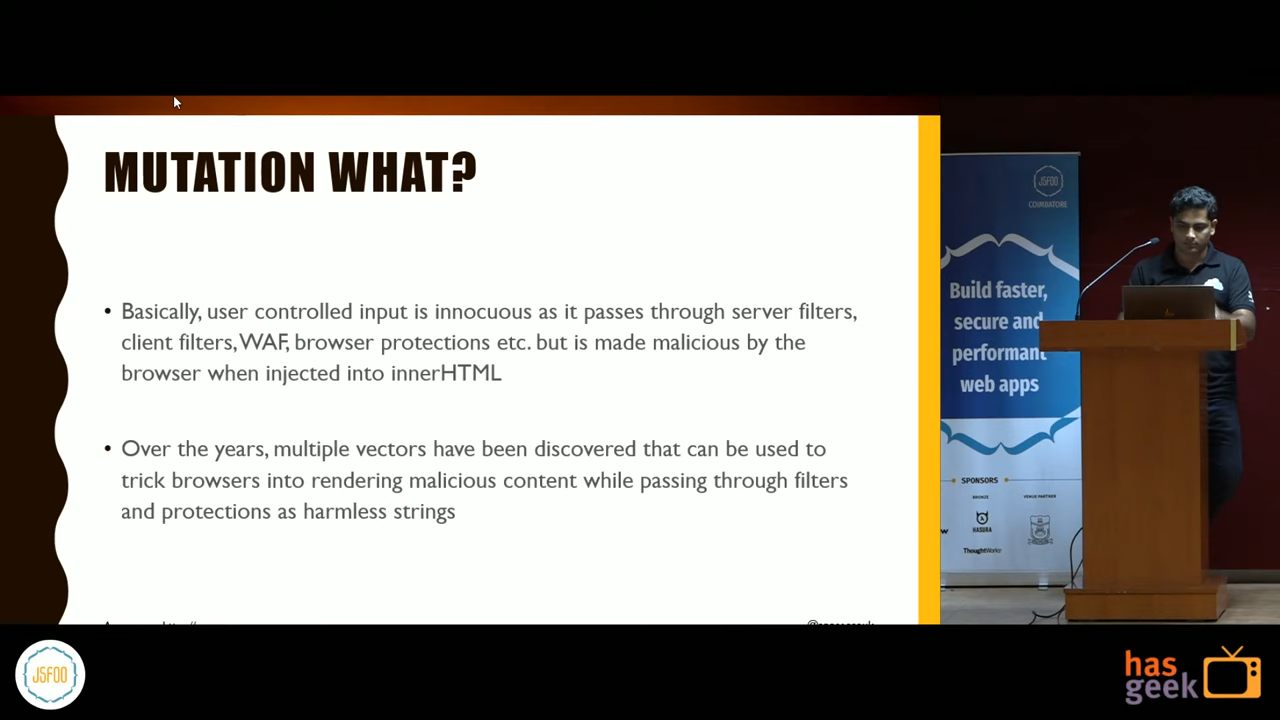 MUTATION WHAT?
• Basically, user controlled input is innocuous as it passes through server filters,
client filters, WAF, browser protections etc. but is made malicious by the
browser when injected into innerHTML
• Over the years, multiple vectors have been discovered that can be used to
trick browsers into rendering malicious content while passing through filters
and protections as harmless strings
JSFOO
COIMBATORE
Build faster,
secure and
performant
web apps
SPONSORS
BRONZE
VENUE PARTNER
HASURA
ThoughtWorks
JSFOO
has
geek